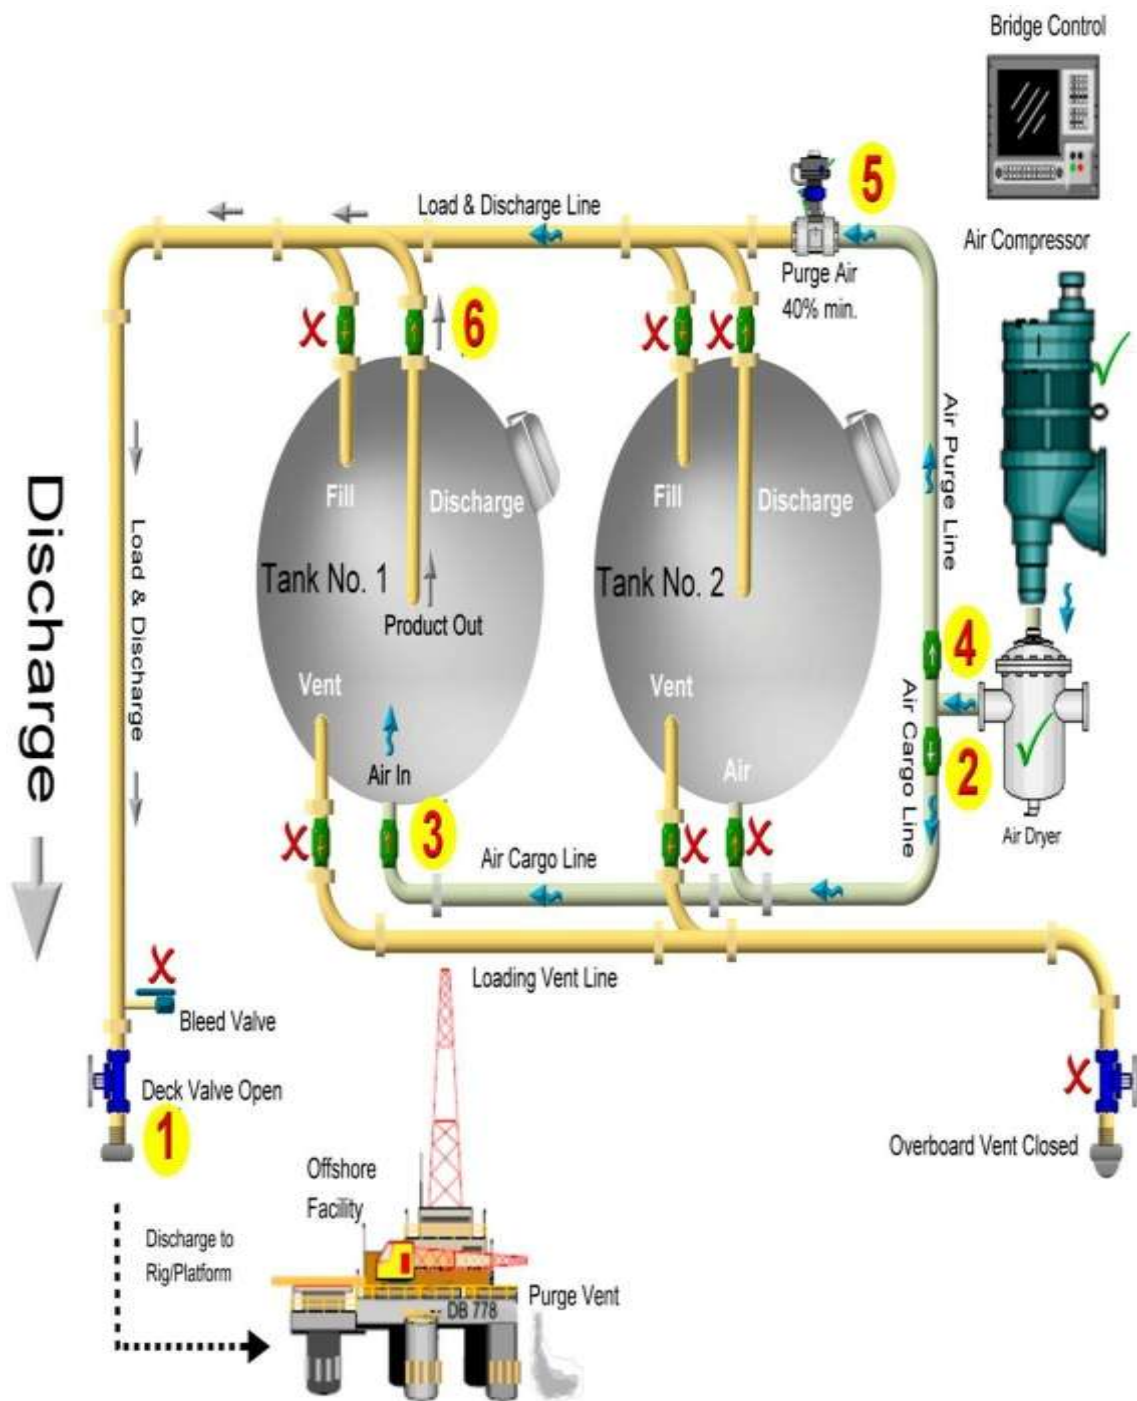 Bridge Control
5
Load & Discharge Line
Air Compressor
Purge Air
40% min.
6
Air Purge Line
Fill
Discharge
Fill
Discharge
Discharge
Load & Discharge
Tank No. 1
Tank No. 2
Product Out
4
Vent
Vent
Air Cargo Line
2
Air In
Air
3
Air Dryer
Air Cargo Line
Loading Vent Line
Bleed Valve
Deck Valve Open
1
Overboard Vent Closed
Offshore
Facility
Discharge to
Rig/Platform
Purge Vent
DB 778